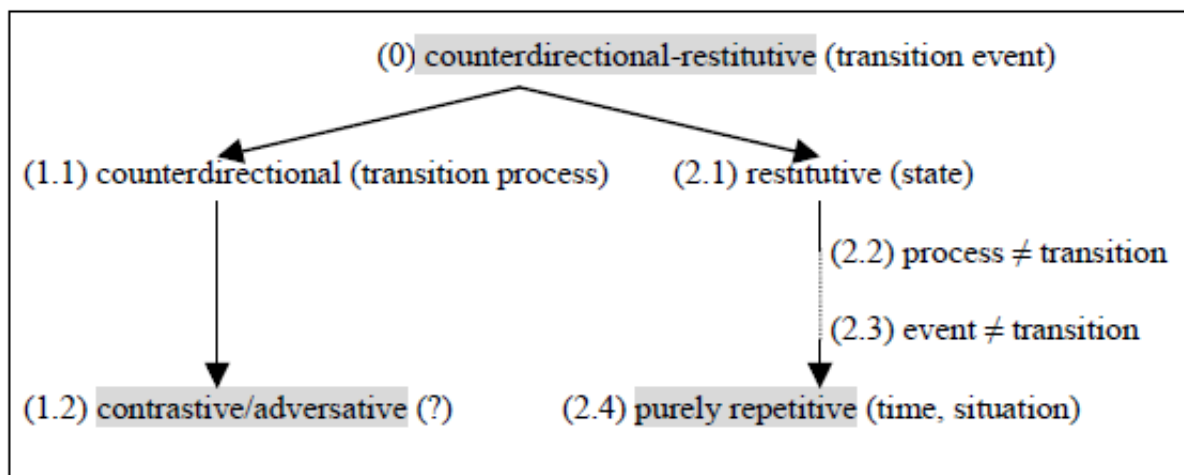 (0) counterdirectional-restitutive (transition event)
(1.1) counterdirectional (transition process)
(2.1) restitutive (state)
(2.2) process ≠ transition
(2.3) event ≠ transition
(1.2) contrastive/adversative (?)
(2.4) purely repetitive (time, situation)